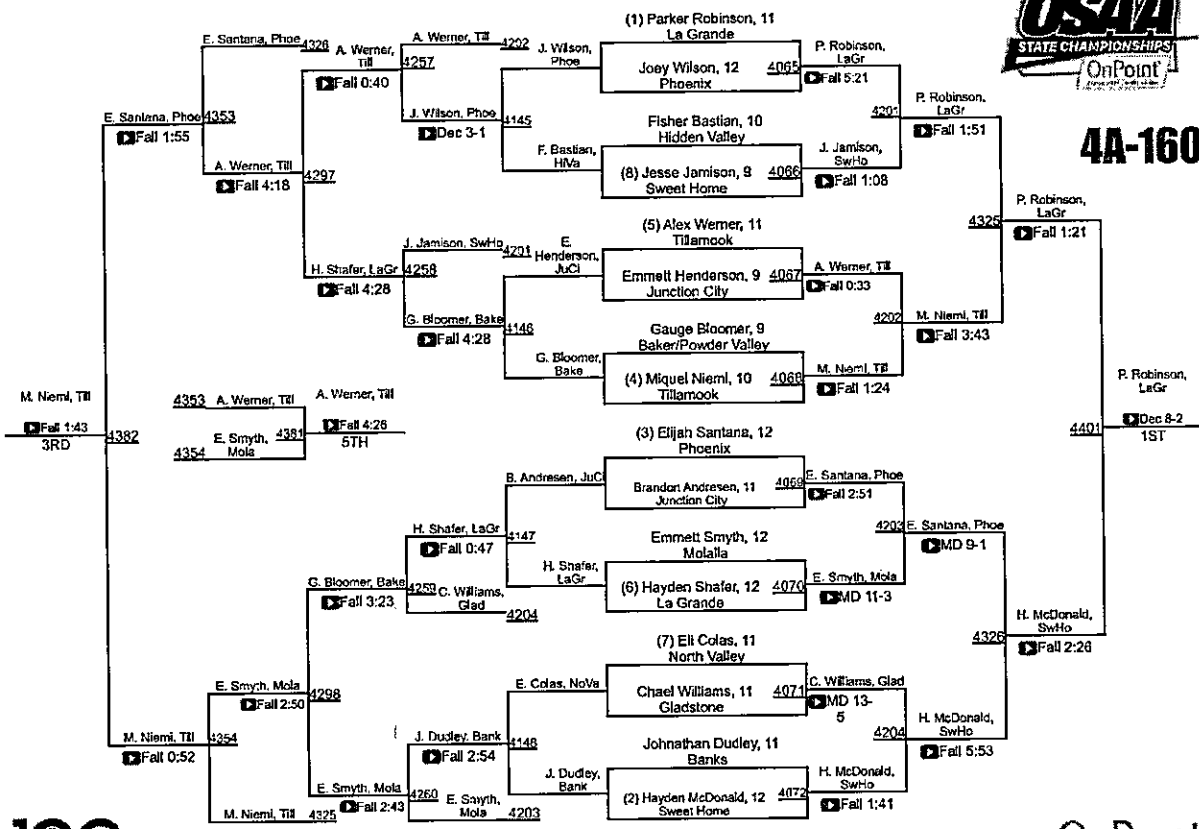 USAA
STATE CHAMPIONSHIPS
OnPoint
4A-160
(1) Parker Robinson, 11
La Grande
Joey Wilson, 12
Phoenix
4065
Fisher Bastian, 10
Hidden Valley
(8) Jesse Jamison, 9
Sweet Home
4066
(5) Alex Werner, 11
Tillamook
Emmett Henderson, 9
Junction City
4067
Gauge Bloomer, 9
Baker/Powder Valley
(4) Miquel Niemi, 10
Tillamook
4068
(3) Elijah Santana, 12
Phoenix
Brandon Andresen, 11
Junction City
4069
Emmett Smyth, 12
Molalla
(6) Hayden Shafer, 12
La Grande
4070
(7) Eli Colas, 11
North Valley
Chael Williams, 11
Gladstone
4071
Johnathan Dudley, 11
Banks
(2) Hayden McDonald, 12
Sweet Home
4072
P. Robinson,
LaGr
Fall 5:21
4201
J. Jamison,
SwHo
Fall 1:08
A. Werner, Till
Fall 0:33
4202
M. Niemi, Till
Fall 1:24
E. Santana, Phoe
Fall 2:51
4203
E. Smyth, Mola
MD 11-3
C. Williams, Glad
MD 13-
5
4204
H. McDonald,
SwHo
Fall 1:41
P. Robinson,
LaGr
Fall 1:51
4325
M. Niemi, Till
Fall 3:43
E. Santana, Phoe
MD 9-1
4326
H. McDonald,
SwHo
Fall 5:53
P. Robinson,
LaGr
Fall 1:21
4401
H. McDonald,
SwHo
Fall 2:26
P. Robinson,
LaGr
Dec 8-2
1ST
J. Wilson,
Phoe
4145
F. Bastian,
HiVa
E.
Henderson,
JuCi
4146
G. Bloomer,
Bake
B. Andresen, JuCi
4147
H. Shafer,
LaGr
E. Colas, NoVa
4148
J. Dudley,
Bank
A. Werner, Till
4202
4257
J. Wilson, Phoe
Dec 3-1
J. Jamison, SwHo
4201
4258
G. Bloomer, Bake
Fall 4:28
H. Shafer, LaGr
Fall 0:47
4259
C. Williams,
Glad
4204
J. Dudley, Bank
Fall 2:54
4260
E. Smyth,
Mola
4203
A. Werner,
Till
Fall 0:40
4297
H. Shafer, LaGr
Fall 4:28
G. Bloomer, Bake
Fall 3:23
4298
E. Smyth, Mola
Fall 2:43
E. Santana, Phoe
4326
4353
A. Werner, Till
Fall 4:18
E. Smyth, Mola
Fall 2:50
4354
M. Niemi, Till
4325
E. Santana, Phoe
Fall 1:55
4382
M. Niemi, Till
Fall 0:52
M. Niemi, Till
Fall 1:43
3RD
4353
A. Werner, Till
4381
4354
E. Smyth,
Mola
A. Werner, Till
Fall 4:26
5TH